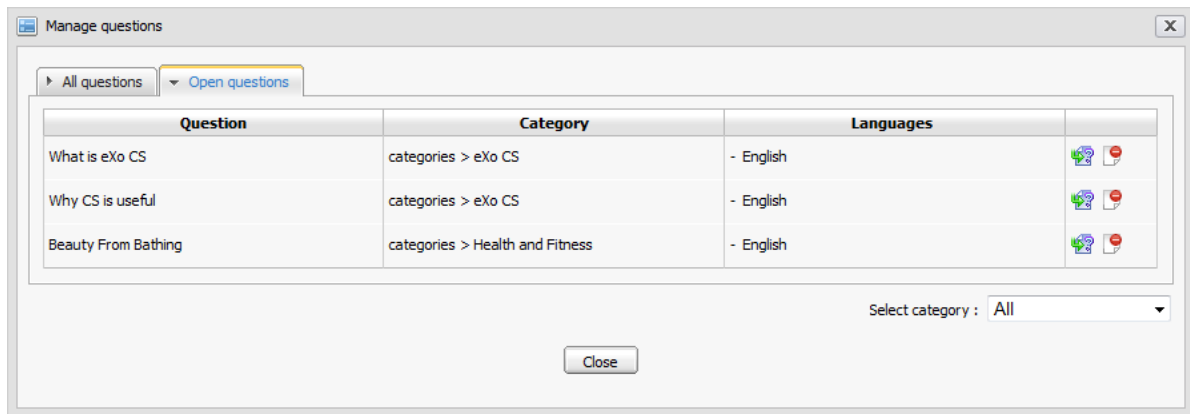 Manage questions X
All questions Open questions
Question Category Languages
What is eXo CS categories > eXo CS - English
Why CS is useful categories > eXo CS - English
Beauty From Bathing categories > Health and Fitness - English
Select category : All
Close